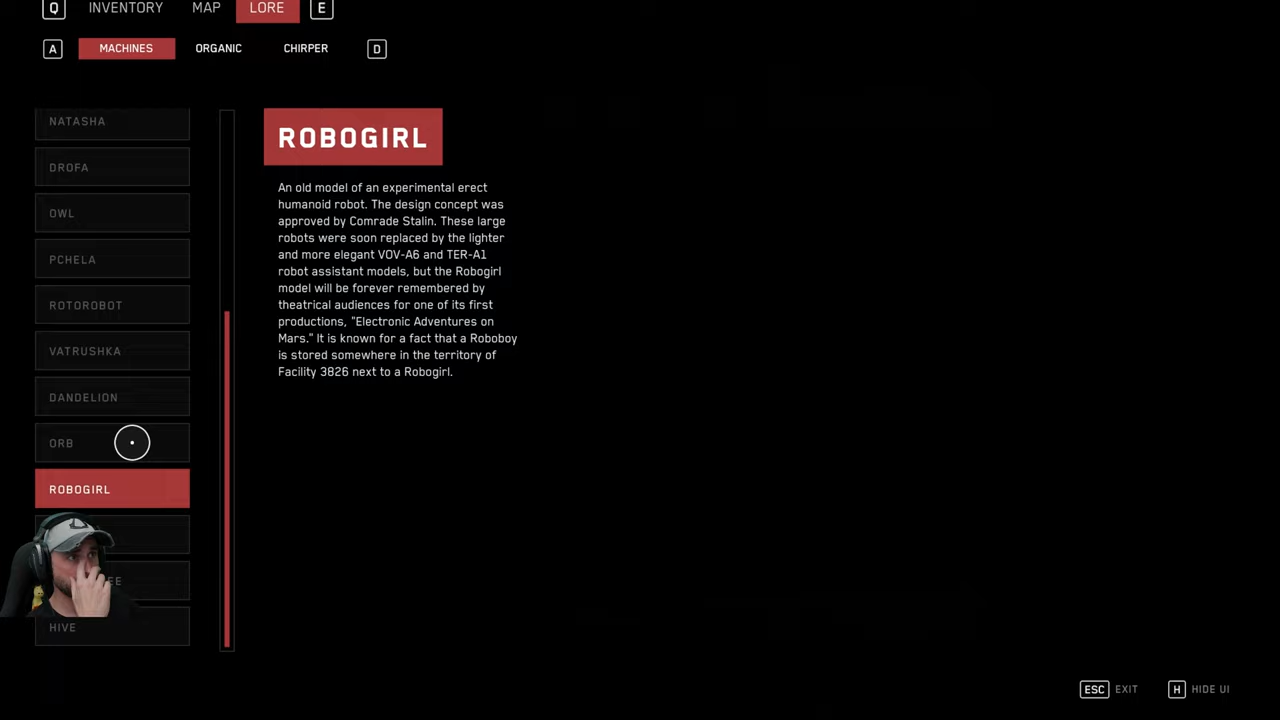 Q INVENTORY MAP LORE E
A MACHINES ORGANIC CHIRPER D
NATASHA
DROFA
OWL
PCHELA
ROTOROBOT
VATRUSHKA
DANDELION
ORB
ROBOGIRL
EE
HIVE
ROBOGIRL
An old model of an experimental erect
humanoid robot. The design concept was
approved by Comrade Stalin. These large
robots were soon replaced by the lighter
and more elegant VOV-A6 and TER-A1
robot assistant models, but the Robogirl
model will be forever remembered by
theatrical audiences for one of its first
productions, "Electronic Adventures on
Mars." It is known for a fact that a Roboboy
is stored somewhere in the territory of
Facility 3826 next to a Robogirl.
ESC EXIT H HIDE UI